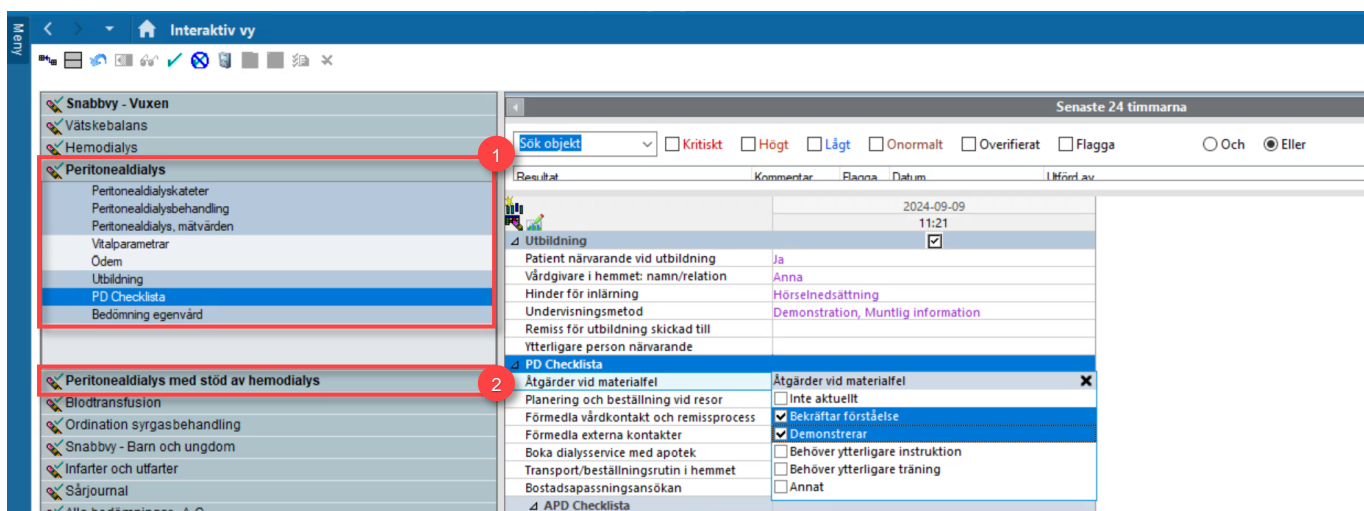 Meny
Interaktiv vy
Snabbvy - Vuxen
Vätskebalans
Hemodialys
1
Peritonealdialys
Peritonealdialyskateter
Peritonealdialysbehandling
Peritonealdialys, mätvärden
Vitalparametrar
Ödem
Utbildning
PD Checklista
Bedömning egenvård
Peritonealdialys med stöd av hemodialys
2
Blodtransfusion
Ordination syrgasbehandling
Snabbvy - Barn och ungdom
Infarter och utfarter
Sårjournal
Senaste 24 timmarna
Sök objekt Kritiskt Högt Lågt Onormalt Overifierat Flagga Och Eller
Resultat Kommentar Flagga Datum Utförd av
2024-09-09
11:21
Utbildning
Patient närvarande vid utbildning Ja
Vårdgivare i hemmet: namn/relation Anna
Hinder för inlärning Hörselnedsättning
Undervisningsmetod Demonstration, Muntlig information
Remiss för utbildning skickad till
Ytterligare person närvarande
PD Checklista
Åtgärder vid materialfel Åtgärder vid materialfel
Planering och beställning vid resor Inte aktuellt
Förmedla vårdkontakt och remissprocess Bekräftar förståelse
Förmedla externa kontakter Demonstrerar
Boka dialysservice med apotek Behöver ytterligare instruktion
Transport/beställningsrutin i hemmet Behöver ytterligare träning
Bostadsapassningsansökan Annat
APD Checklista